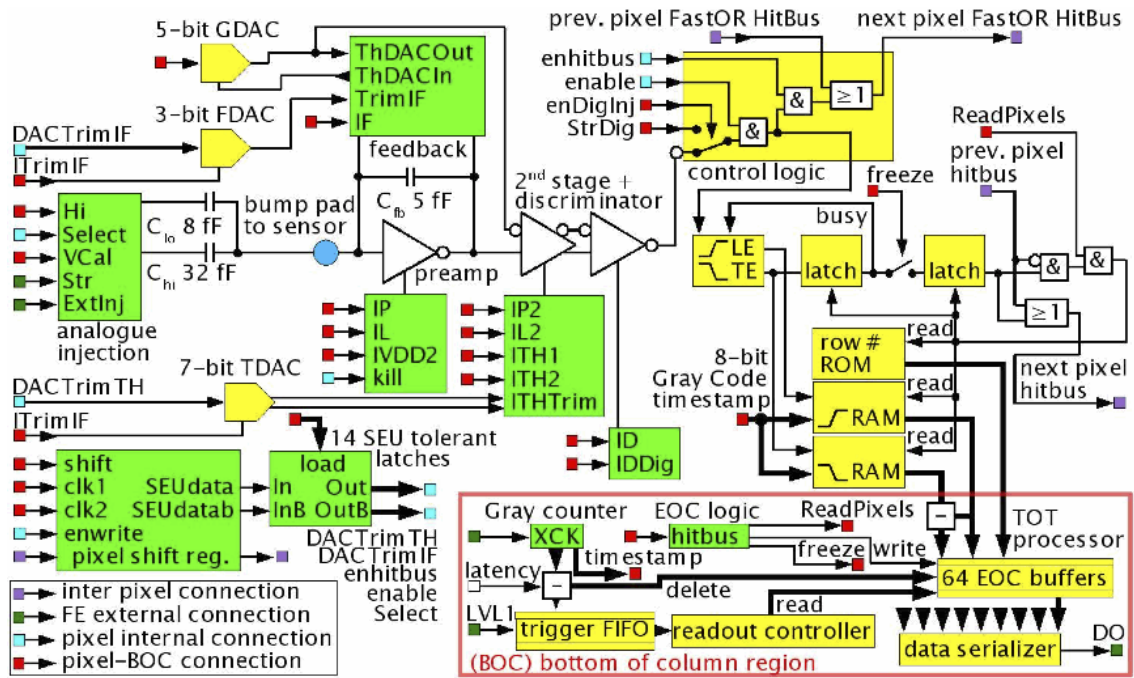 5-bit GDAC
prev. pixel FastOR HitBus
next pixel FastOR HitBus
ThDACOut
ThDACIn
TrimIF
IF
feedback
enhitbus
enable
enDigInj
StrDig
&
&
≥1
control logic
ReadPixels
prev. pixel
hitbus
3-bit FDAC
DACTrimIF
ITrimIF
Hi
Select
VCal
Str
ExtInj
analogue
injection
Clo 8 fF
Chi 32 fF
bump pad
to sensor
Cfb 5 fF
preamp
2nd stage +
discriminator
freeze
busy
LE
TE
latch
latch
&
&
≥1
IP
IL
IVDD2
kill
IP2
IL2
ITH1
ITH2
ITHTrim
ID
IDDig
read
row #
ROM
read
RAM
read
RAM
8-bit
Gray Code
timestamp
next pixel
hitbus
7-bit TDAC
DACTrimTH
ITrimIF
14 SEU tolerant
latches
shift
clk1
clk2
enwrite
pixel shift reg.
SEUdata
SEUdatab
load
In Out
InB OutB
DACTrimTH
DACTrimIF
enhitbus
enable
Select
inter pixel connection
FE external connection
pixel internal connection
pixel-BOC connection
Gray counter
XCK
timestamp
EOC logic
hitbus
ReadPixels
freeze
write
−
TOT
processor
latency
−
delete
64 EOC buffers
LVL1
trigger FIFO
read
readout controller
data serializer
DO
(BOC) bottom of column region